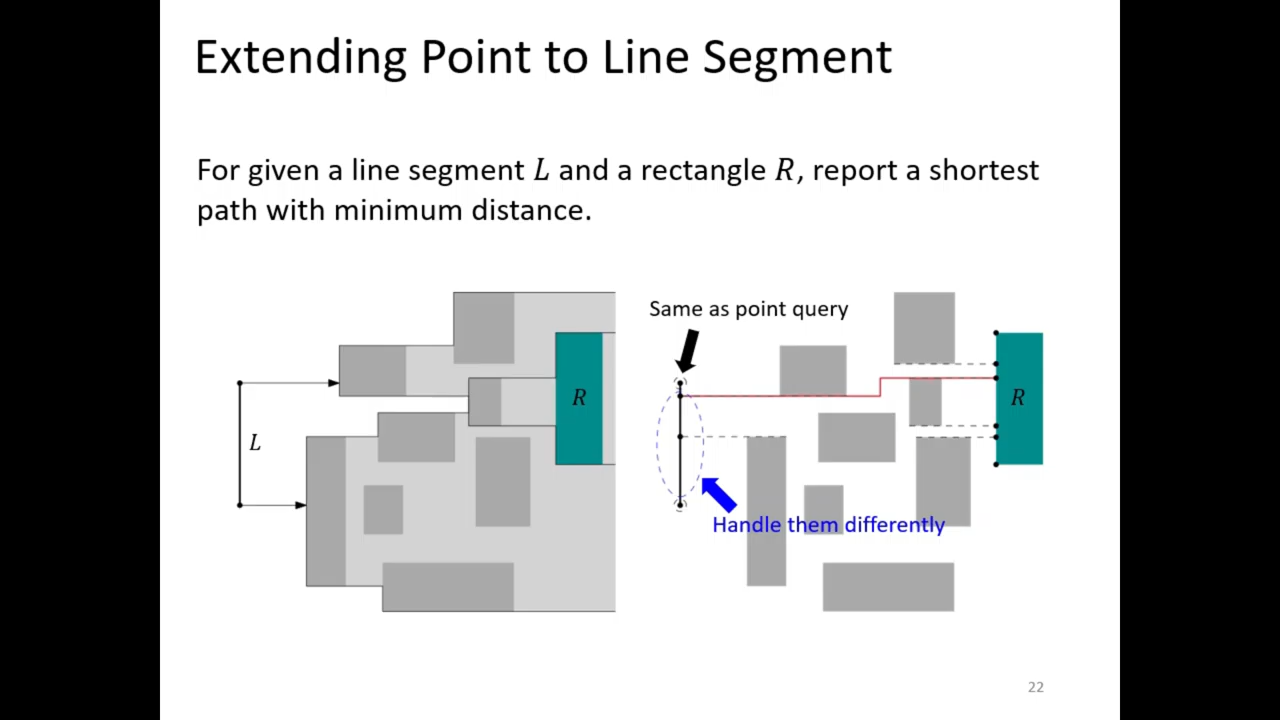 Extending Point to Line Segment
For given a line segment L and a rectangle R, report a shortest
path with minimum distance.
L
R
Same as point query
R
Handle them differently
22